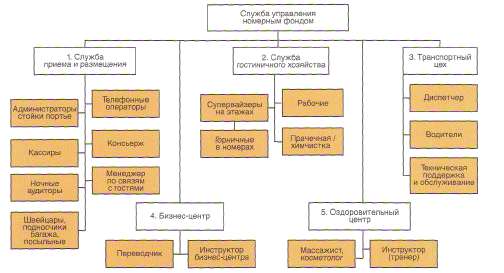 Служба управления
номерным фондом
1. Служба
приема и размещения
Администраторы
стойки портье
Телефонные
операторы
Кассиры
Консьерж
Ночные
аудиторы
Менеджер
по связям
с гостями
Швейцары,
подносчики
багажа,
посыльные
2. Служба
гостиничного хозяйства
Супервайзеры
на этажах
Рабочие
Горничные
в номерах
Прачечная /
химчистка
3. Транспортный
цех
Диспетчер
Водители
Техническая
поддержка
и обслуживание
4. Бизнес-центр
Переводчик
Инструктор
бизнес-центра
5. Оздоровительный
центр
Массажист,
косметолог
Инструктор
(тренер)